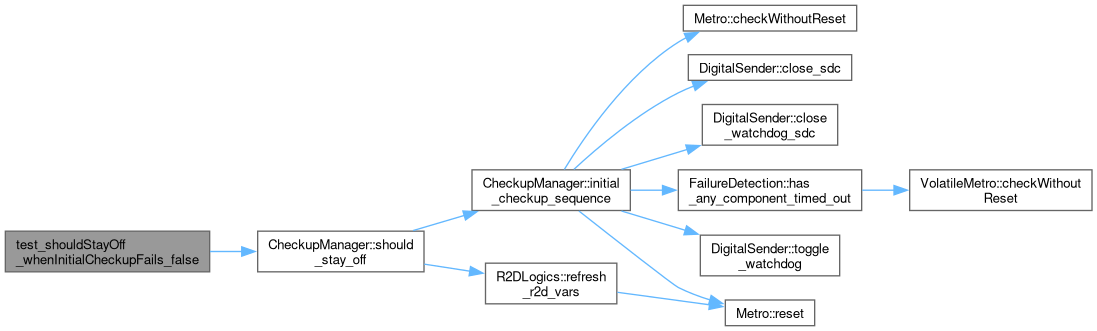 test_shouldStayOff
_whenInitialCheckupFails_false
CheckupManager::should
_stay_off
CheckupManager::initial
_checkup_sequence
R2DLogics::refresh
_r2d_vars
Metro::checkWithoutReset
DigitalSender::close_sdc
DigitalSender::close
_watchdog_sdc
FailureDetection::has
_any_component_timed_out
DigitalSender::toggle
_watchdog
Metro::reset
VolatileMetro::checkWithout
Reset